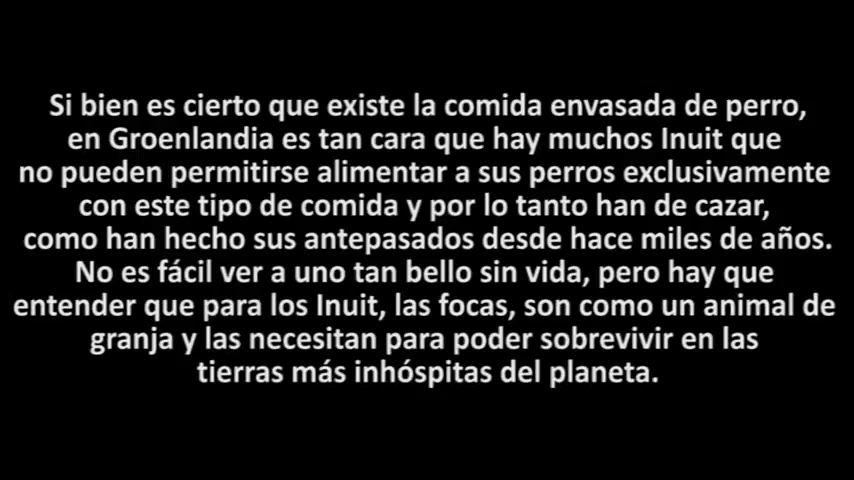 Si bien es cierto que existe la comida envasada de perro,
en Groenlandia es tan cara que hay muchos Inuit que
no pueden permitirse alimentar a sus perros exclusivamente
con este tipo de comida y por lo tanto han de cazar,
como han hecho sus antepasados desde hace miles de años.
No es fácil ver a uno tan bello sin vida, pero hay que
entender que para los Inuit, las focas, son como un animal de
granja y las necesitan para poder sobrevivir en las
tierras más inhóspitas del planeta.